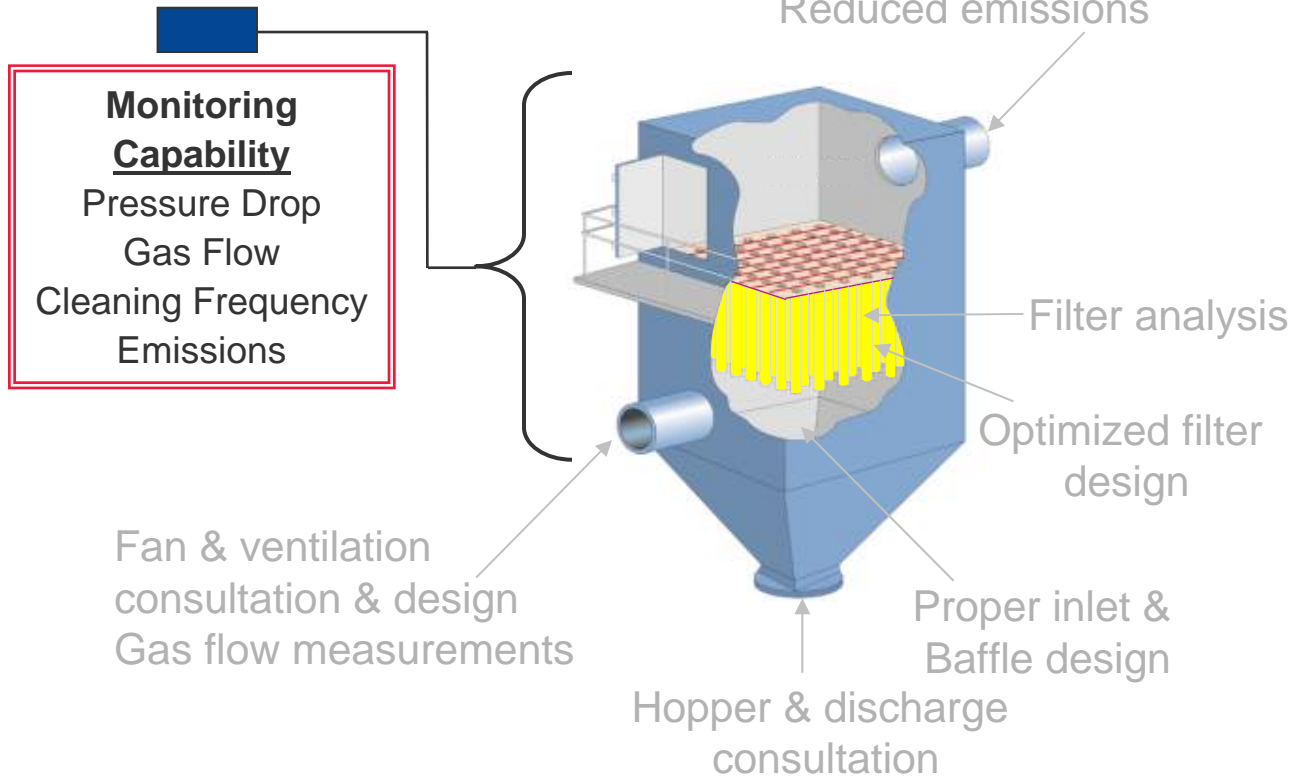 Reduced emissions
Monitoring
Capability
Pressure Drop
Gas Flow
Cleaning Frequency
Emissions
Filter analysis
Optimized filter
design
Fan & ventilation
consultation & design
Gas flow measurements
Proper inlet &
Baffle design
Hopper & discharge
consultation